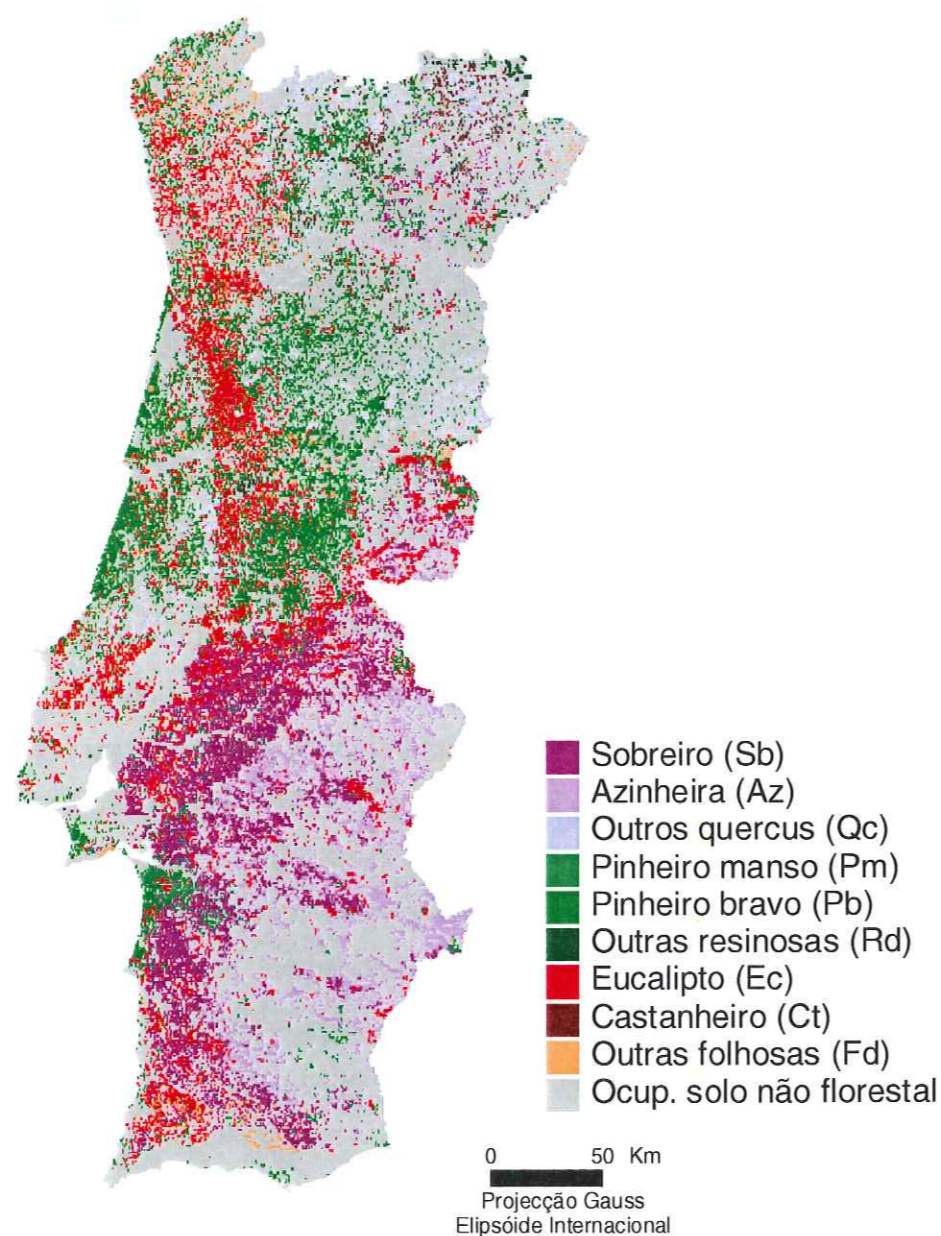 Sobreiro (Sb)
Azinheira (Az)
Outros quercus (Qc)
Pinheiro manso (Pm)
Pinheiro bravo (Pb)
Outras resinosas (Rd)
Eucalipto (Ec)
Castanheiro (Ct)
Outras folhosas (Fd)
Ocup. solo não florestal
0 50 Km
Projecção Gauss
Elipsóide Internacional